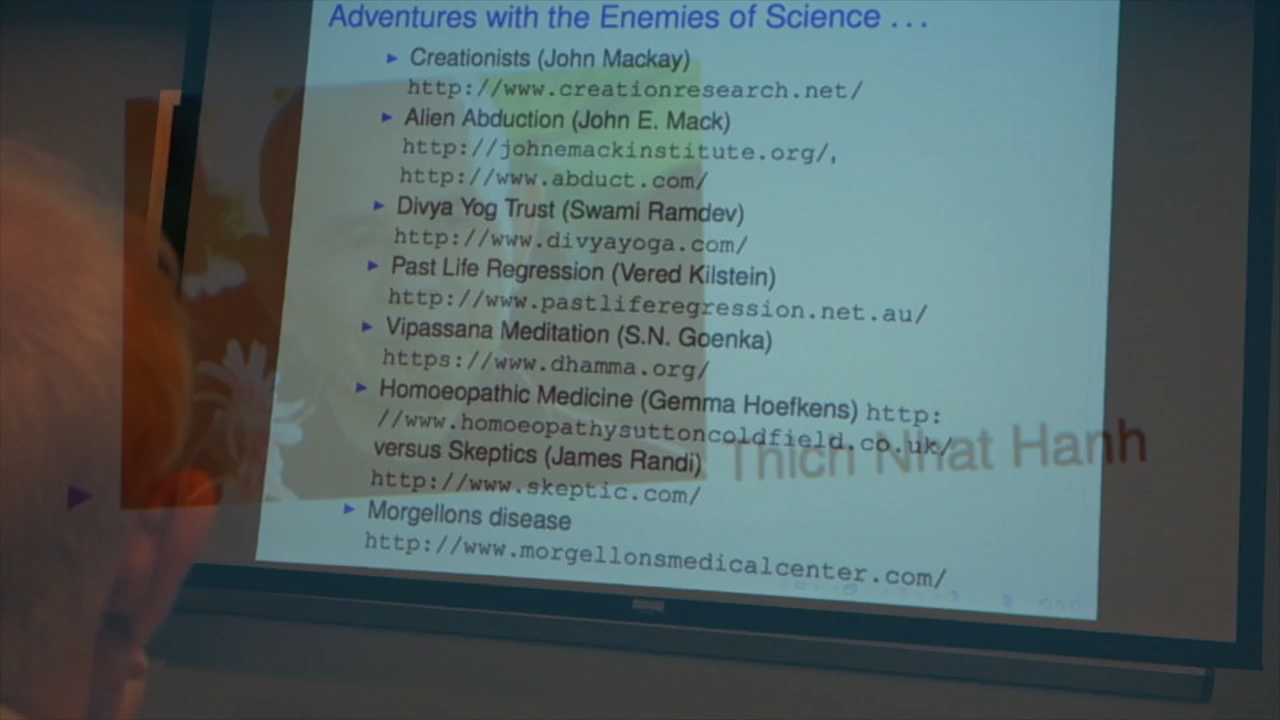 Adventures with the Enemies of Science ...
▶ Creationists (John Mackay)
http://www.creationresearch.net/
▶ Alien Abduction (John E. Mack)
http://johnemackinstitute.org/,
http://www.abduct.com/
▶ Divya Yog Trust (Swami Ramdev)
http://www.divyayoga.com/
▶ Past Life Regression (Vered Kilstein)
http://www.pastliferegression.net.au/
▶ Vipassana Meditation (S.N. Goenka)
https://www.dhamma.org/
▶ Homoeopathic Medicine (Gemma Hoefkens) http:
//www.homoeopathysuttoncoldfield.co.uk/
versus Skeptics (James Randi)
http://www.skeptic.com/
Thich Nhat Hanh
▶ Morgellons disease
http://www.morgellonsmedicalcenter.com/